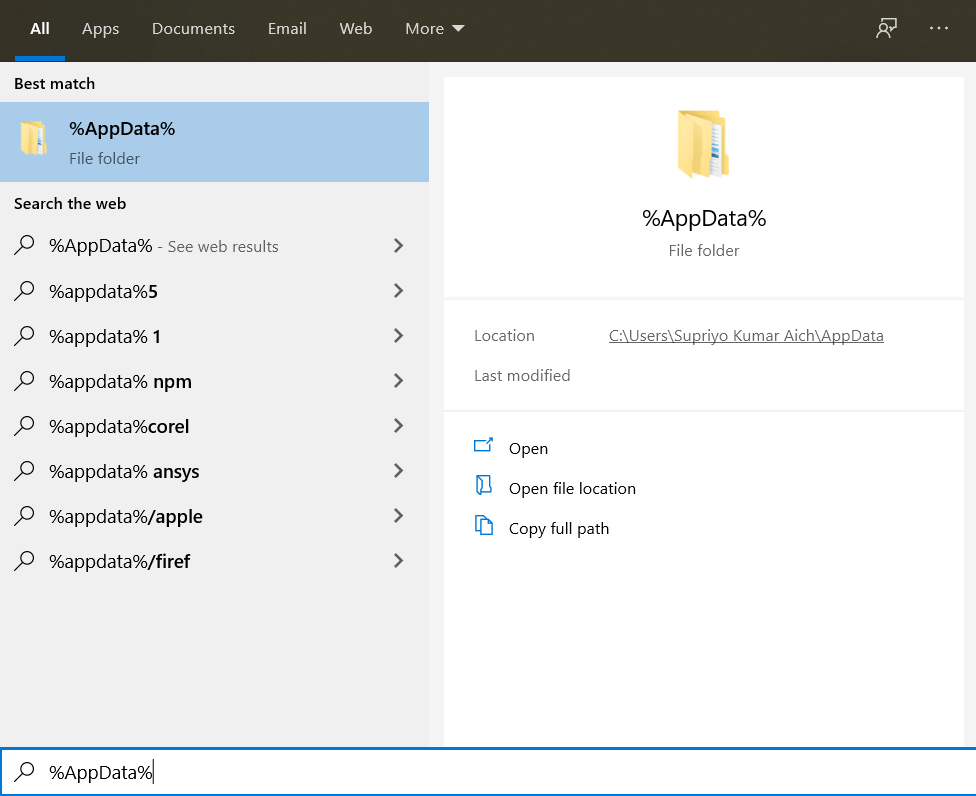 All Apps Documents Email Web More
Best match
%AppData%
File folder
Search the web
%AppData% - See web results
%appdata%5
%appdata% 1
%appdata% npm
%appdata%corel
%appdata% ansys
%appdata%/apple
%appdata%/firef
%AppData%
File folder
Location C:\Users\Supriyo Kumar Aich\AppData
Last modified
Open
Open file location
Copy full path
%AppData%